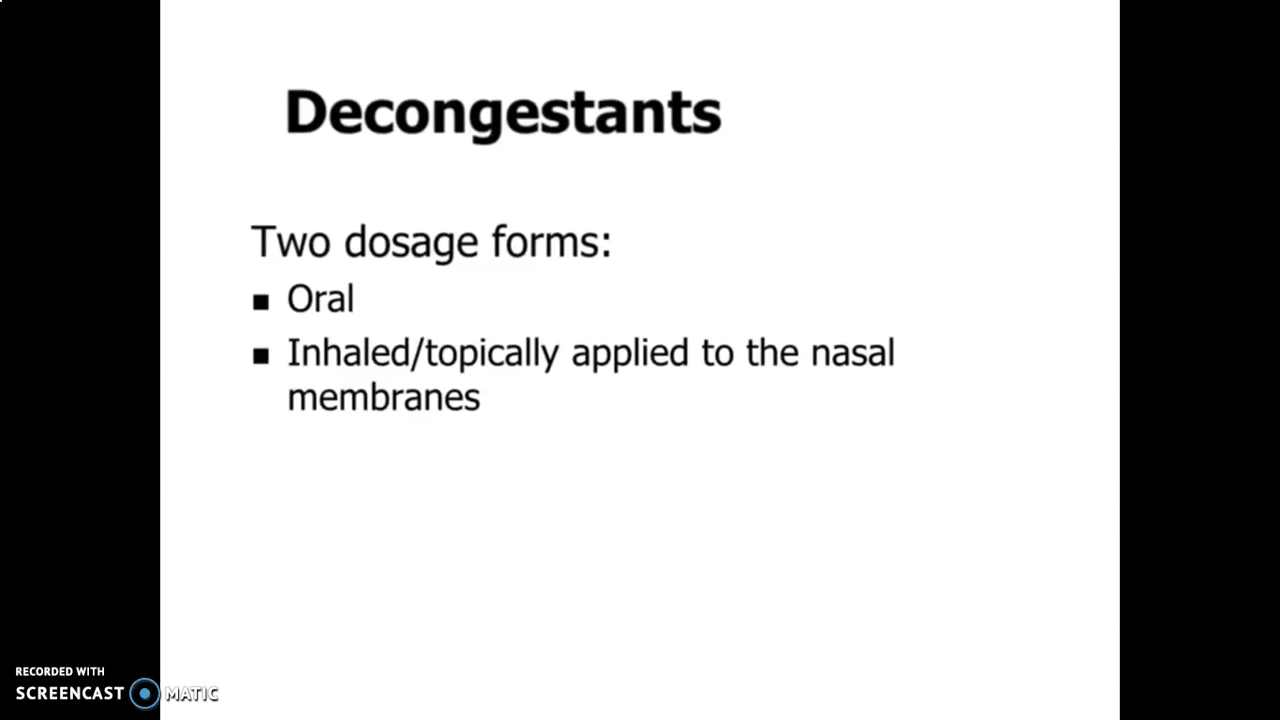 Decongestants
Two dosage forms:
■ Oral
■ Inhaled/topically applied to the nasal
membranes
RECORDED WITH
SCREENCAST MATIC